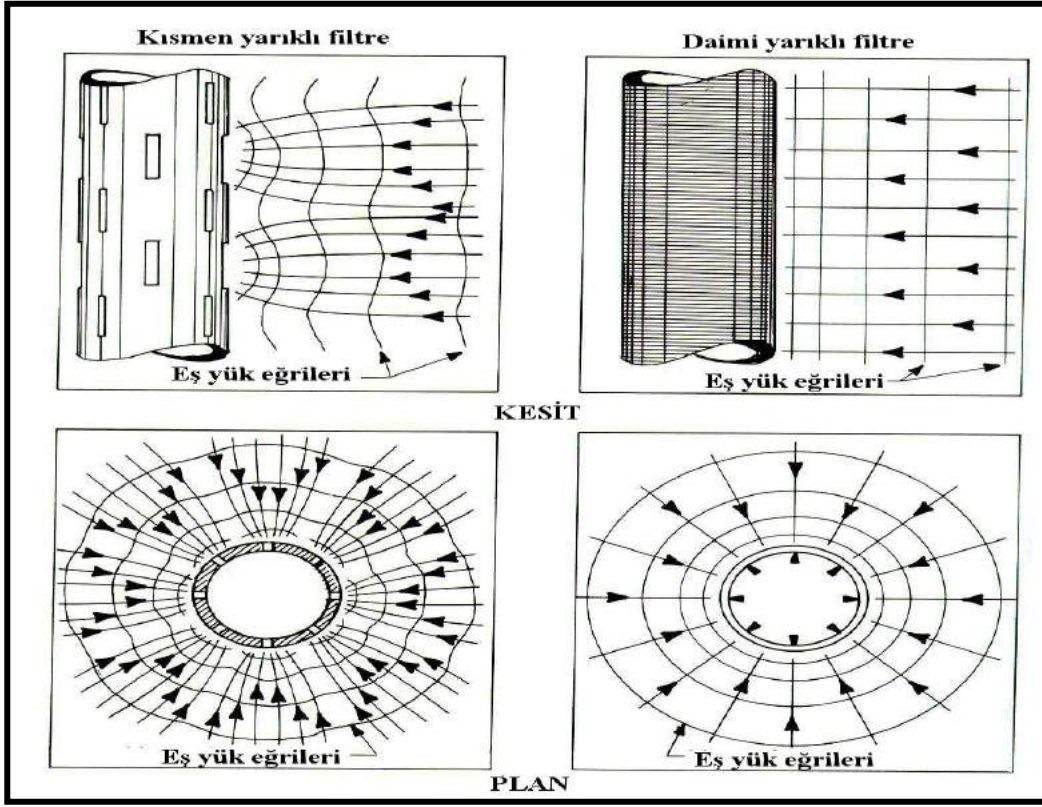 Kısmen yarıklı filtre
Daimi yarıklı filtre
Eş yük eğrileri
Eş yük eğrileri
KESİT
Eş yük eğrileri
Eş yük eğrileri
PLAN